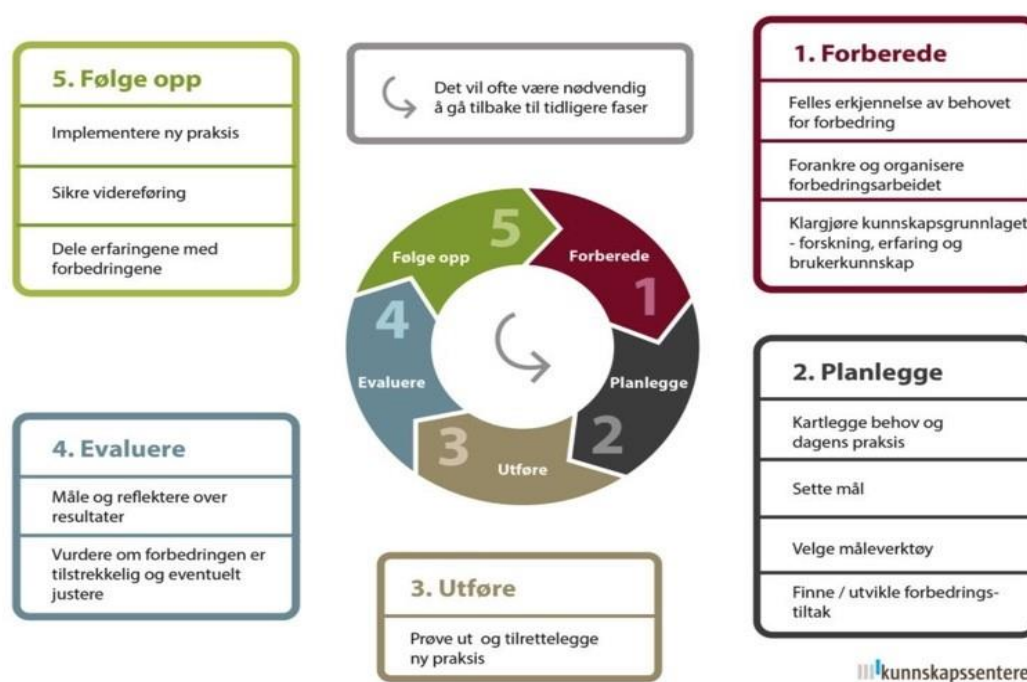 5. Følge opp
Implementere ny praksis
Sikre videreføring
Dele erfaringene med
forbedringene
Det vil ofte være nødvendig
å gå tilbake til tidligere faser
1. Forberede
Felles erkjennelse av behovet
for forbedring
Forankre og organisere
forbedringsarbeidet
Klargjøre kunnskapsgrunnlaget
- forskning, erfaring og
brukerkunnskap
5
Følge opp
Forberede
1
4
Evaluere
Planlegge
2
3
Utføre
2. Planlegge
Kartlegge behov og
dagens praksis
Sette mål
Velge måleverktøy
Finne / utvikle forbedrings-
tiltak
4. Evaluere
Måle og reflektere over
resultater
Vurdere om forbedringen er
tilstrekkelig og eventuelt
justere
3. Utføre
Prøve ut og tilrettelegge
ny praksis
kunnskapssentere